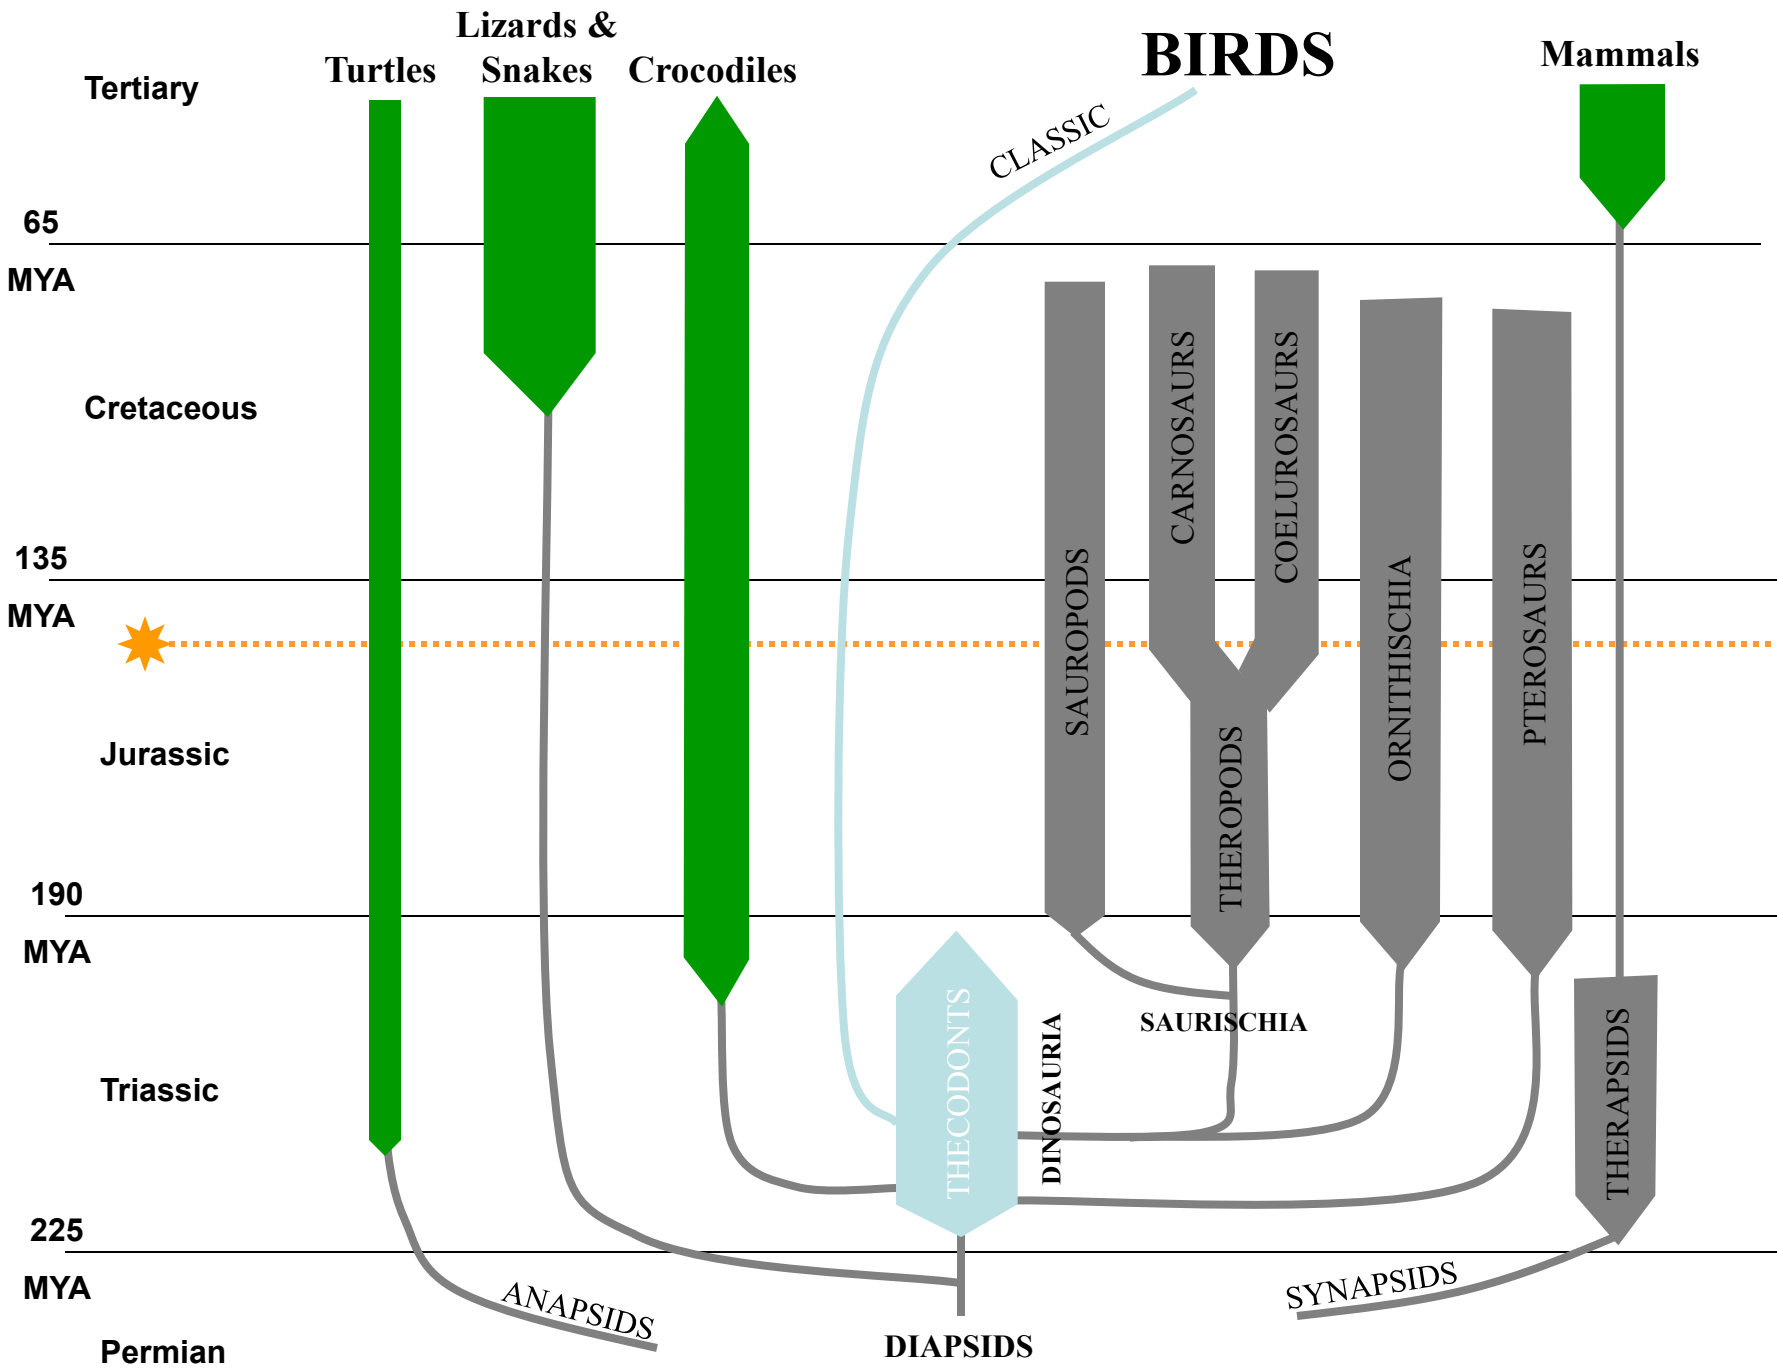 Lizards &
Turtles Snakes Crocodiles
BIRDS
Mammals
Tertiary
CLASSIC
65
MYA
CARNOSAURS
COELUROSAURS
Cretaceous
135
MYA
SAUROPODS
ORNITHISCHIA
PTEROSAURS
Jurassic
THEROPODS
190
MYA
THECODONTS
DINOSAURIA
SAURISCHIA
THERAPSIDS
Triassic
225
MYA
ANAPSIDS
SYNAPSIDS
DIAPSIDS
Permian